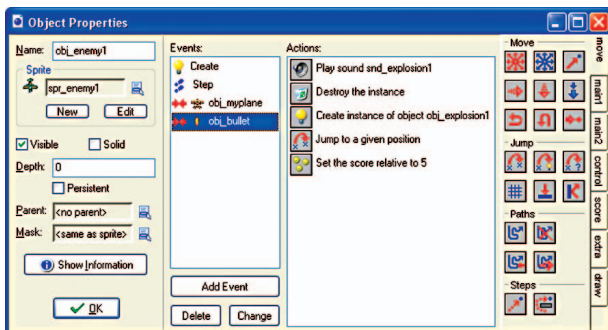 Object Properties
Name: obj_enemy1
Sprite
spr_enemy1
New Edit
Visible Solid
Depth: 0
Persistent
Parent: <no parent>
Mask: <same as sprite>
Show Information
OK
Events:
Create
Step
obj_myplane
obj_bullet
Add Event
Delete Change
Actions:
Play sound snd_explosion1
Destroy the instance
Create instance of object obj_explosion1
Jump to a given position
Set the score relative to 5
Move
Jump
Paths
Steps
move
main1
main2
control
score
extra
draw